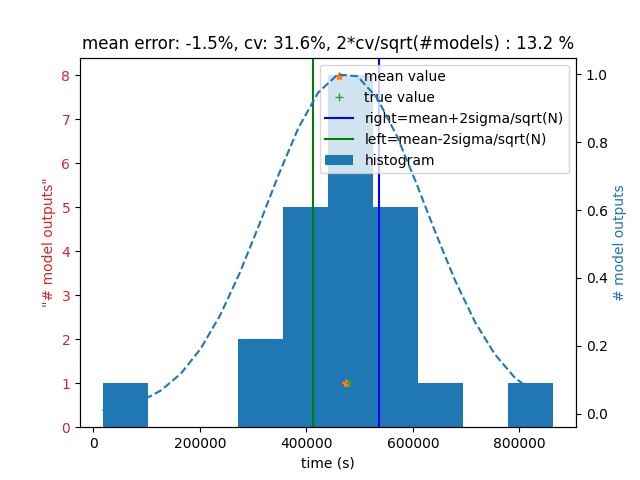 mean error: -1.5%, cv: 31.6%, 2*cv/sqrt(#models) : 13.2 %
mean value
true value
right=mean+2sigma/sqrt(N)
left=mean-2sigma/sqrt(N)
histogram
"# model outputs"
8
7
6
5
4
3
2
1
0
1.0
0.8
0.6
0.4
0.2
0.0
# model outputs
0
200000
400000
600000
800000
time (s)